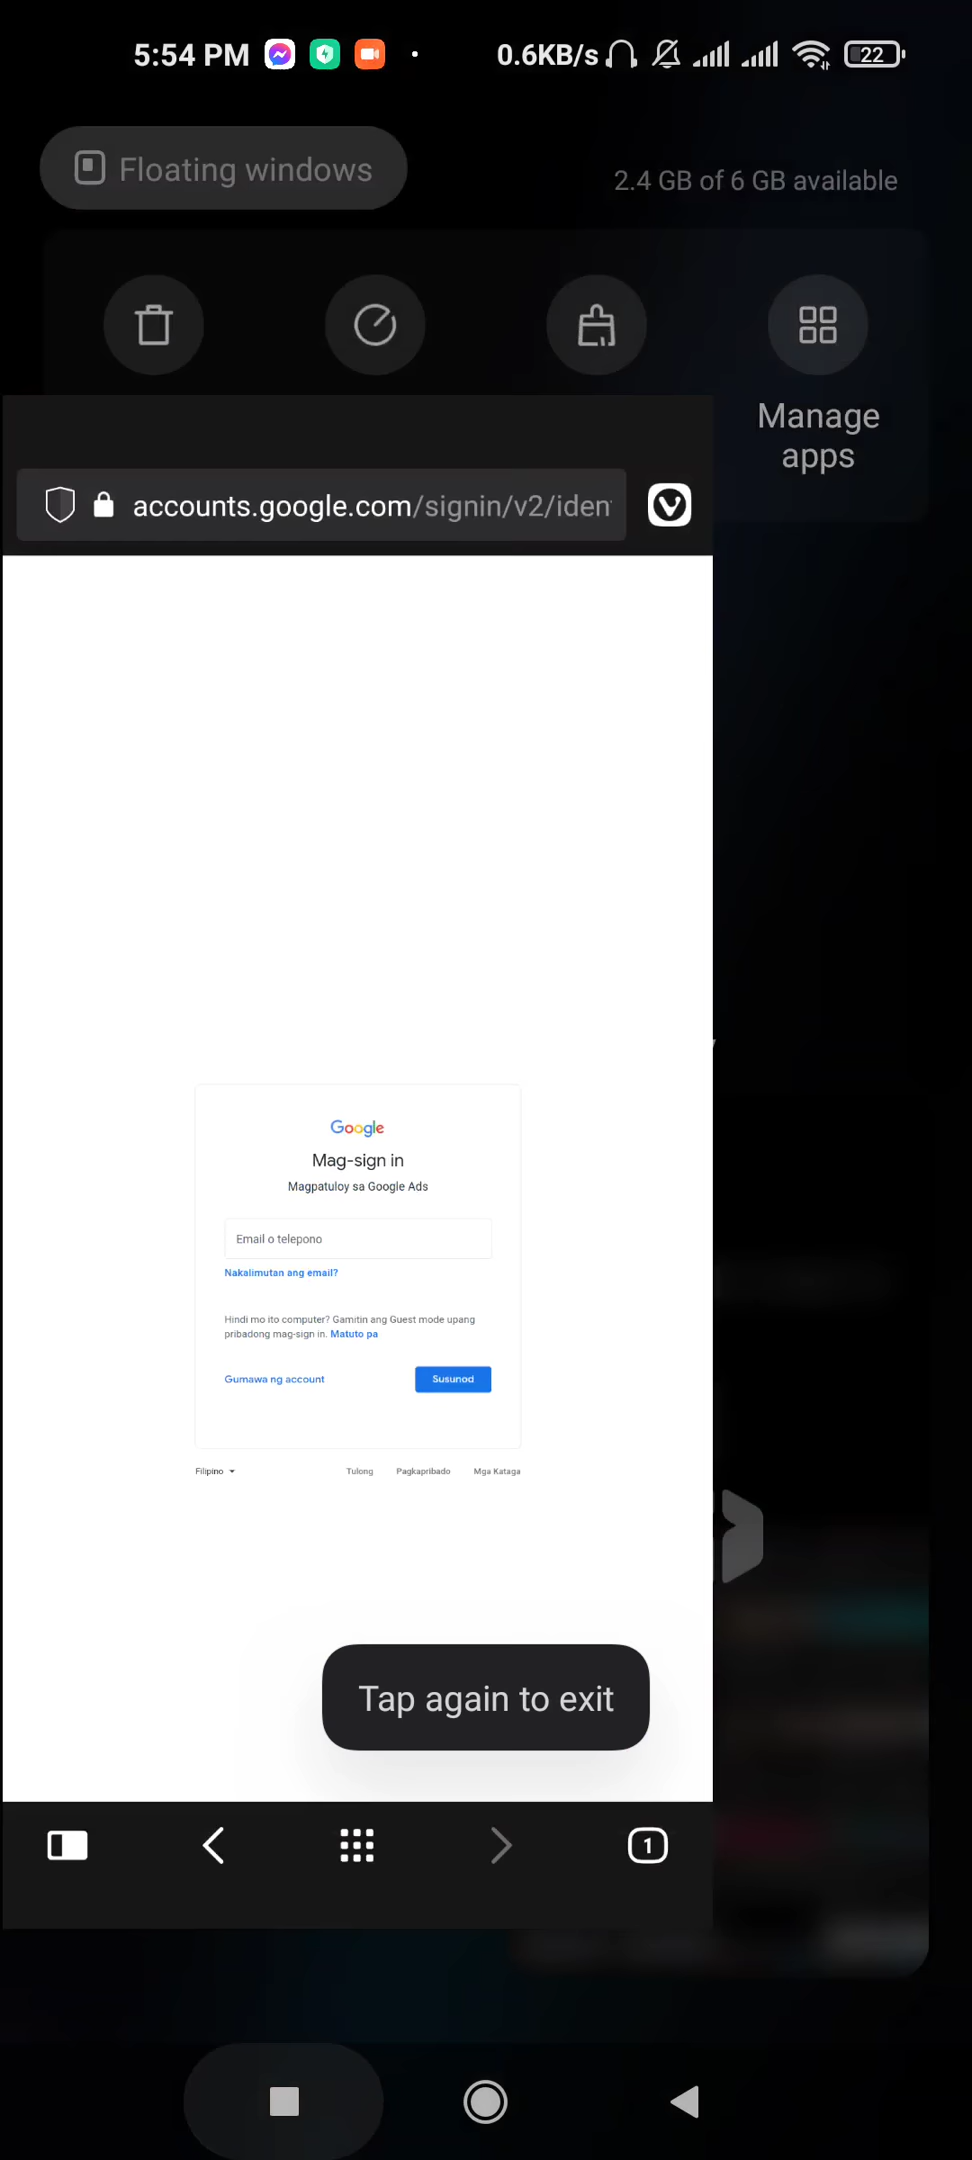 5:54 PM
0.6KB/s
22
Floating windows
2.4 GB of 6 GB available
Manage
apps
accounts.google.com/signin/v2/iden
Google
Mag-sign in
Magpatuloy sa Google Ads
Email o telepono
Nakalimutan ang email?
Hindi mo ito computer? Gamitin ang Guest mode upang
pribadong mag-sign in. Matuto pa
Gumawa ng account
Susunod
Filipino
Tulong
Pagkapribado
Mga Kataga
Tap again to exit
1